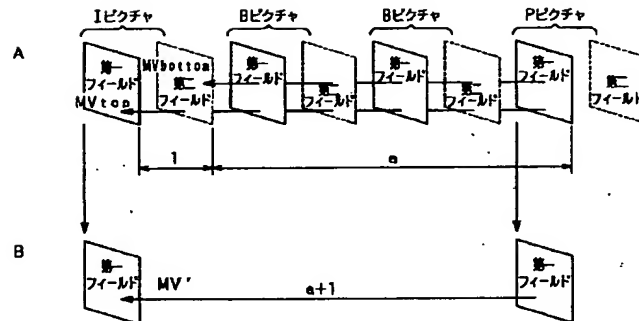 Iピクチャ Bピクチャ Bピクチャ Pピクチャ
A
第一 フィールド MVtop
MVbottom 第二 フィールド
第一 フィールド
第二 フィールド
第一 フィールド
第二 フィールド
第一 フィールド
第二 フィールド
1 a
B
第一 フィールド MV' a+1 第一 フィールド